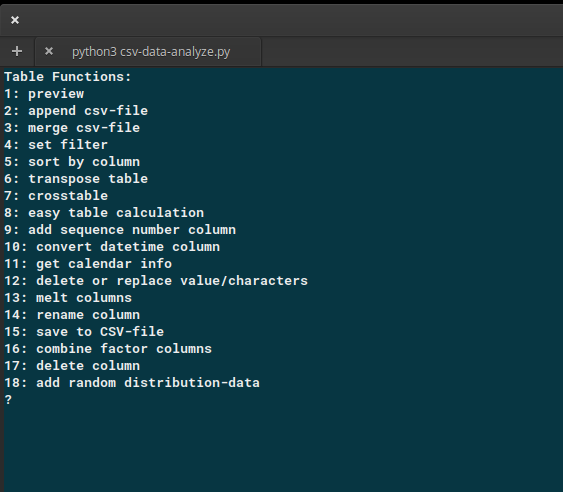 python3 csv-data-analyze.py
Table Functions:
1: preview
2: append csv-file
3: merge csv-file
4: set filter
5: sort by column
6: transpose table
7: crosstable
8: easy table calculation
9: add sequence number column
10: convert datetime column
11: get calendar info
12: delete or replace value/characters
13: melt columns
14: rename column
15: save to CSV-file
16: combine factor columns
17: delete column
18: add random distribution-data
?